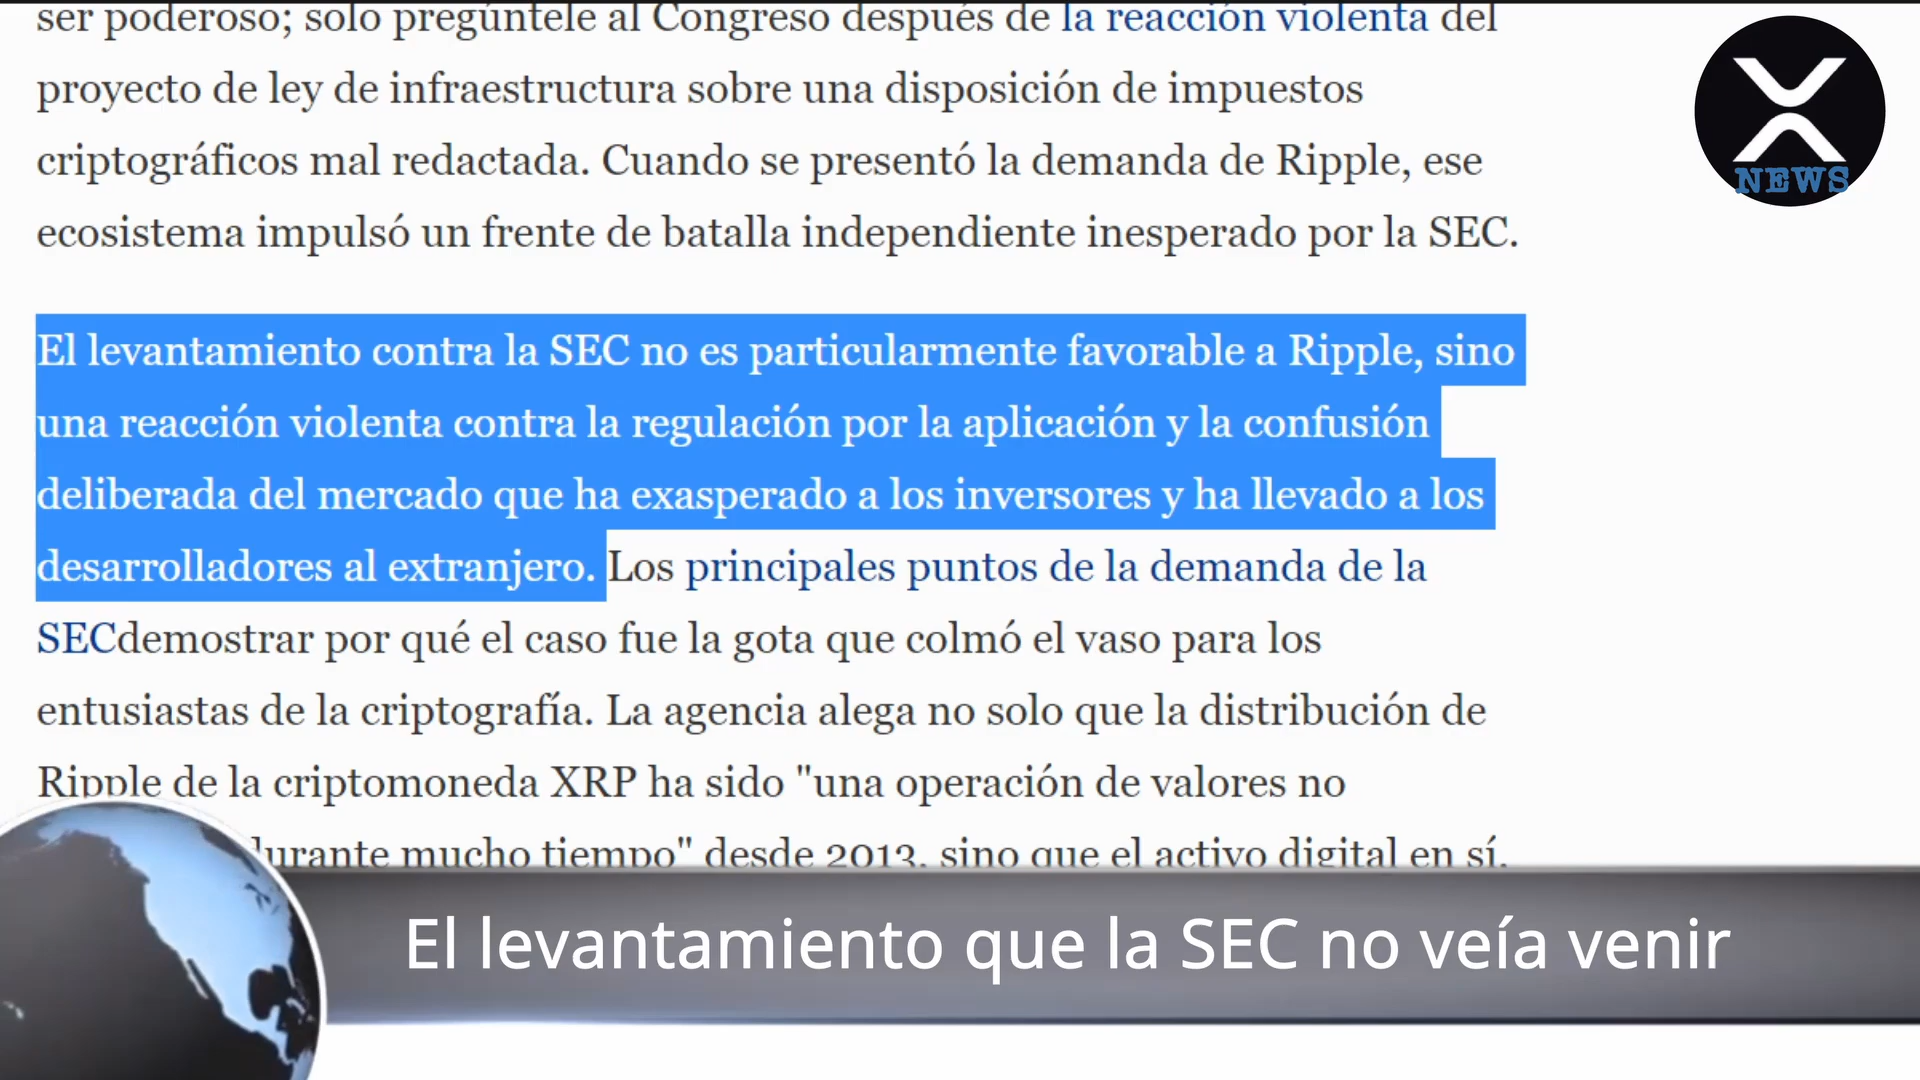 ser poderoso; solo pregúntele al Congreso después de la reacción violenta del
proyecto de ley de infraestructura sobre una disposición de impuestos
criptográficos mal redactada. Cuando se presentó la demanda de Ripple, ese
ecosistema impulsó un frente de batalla independiente inesperado por la SEC.
NEWS
El levantamiento contra la SEC no es particularmente favorable a Ripple, sino
una reacción violenta contra la regulación por la aplicación y la confusión
deliberada del mercado que ha exasperado a los inversores y ha llevado a los
desarrolladores al extranjero. Los principales puntos de la demanda de la
SECdemostrar por qué el caso fue la gota que colmó el vaso para los
entusiastas de la criptografía. La agencia alega no solo que la distribución de
Ripple de la criptomoneda XRP ha sido "una operación de valores no
durante mucho tiempo" desde 2013, sino que el activo digital en sí,
El levantamiento que la SEC no veía venir